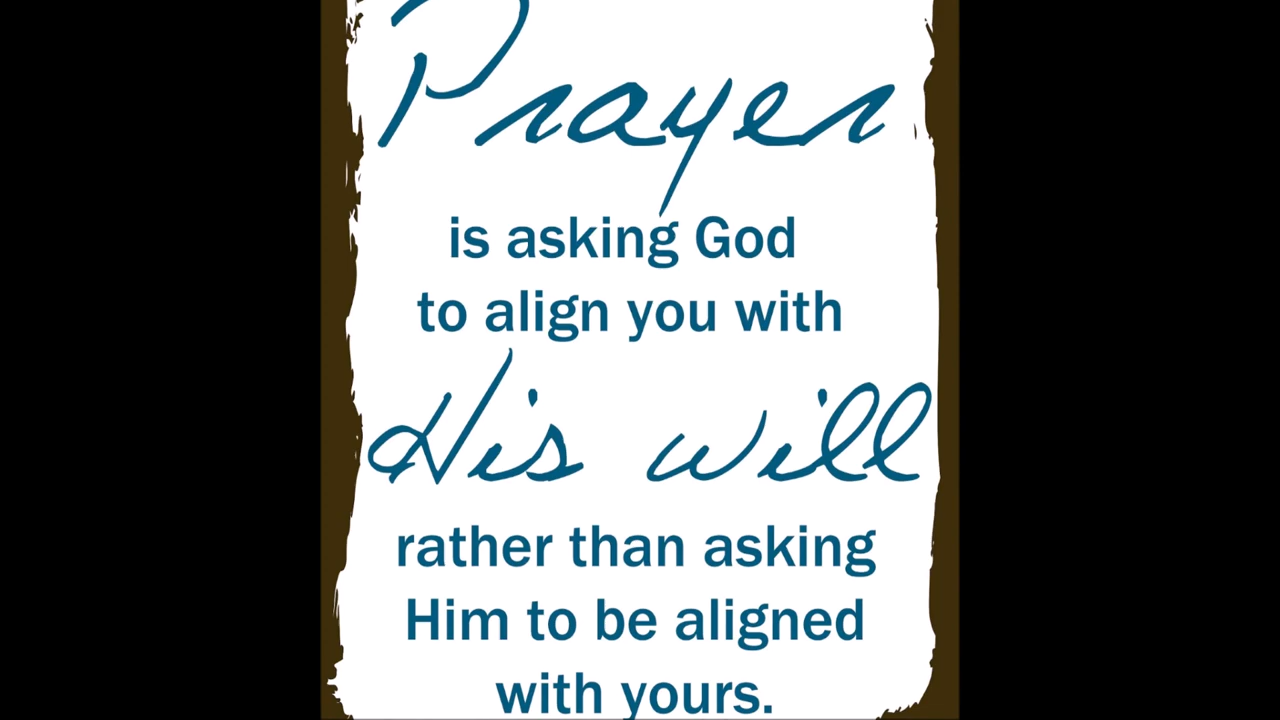 Prayer
is asking God
to align you with
His will
rather than asking
Him to be aligned
with yours.